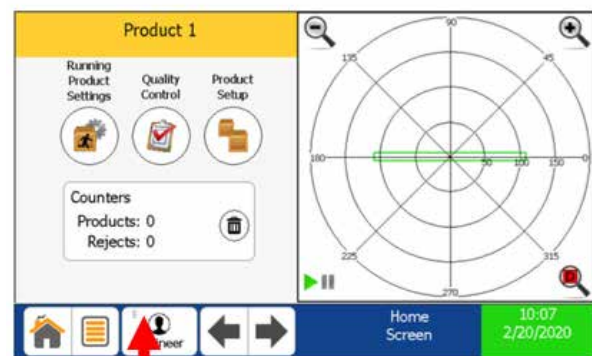 Product 1
Running
Product
Settings
Quality
Control
Product
Setup
Counters
Products: 0
Rejects: 0
90
135
45
180
50
100
150
0
225
315
270
Home
Screen
10:07
2/20/2020